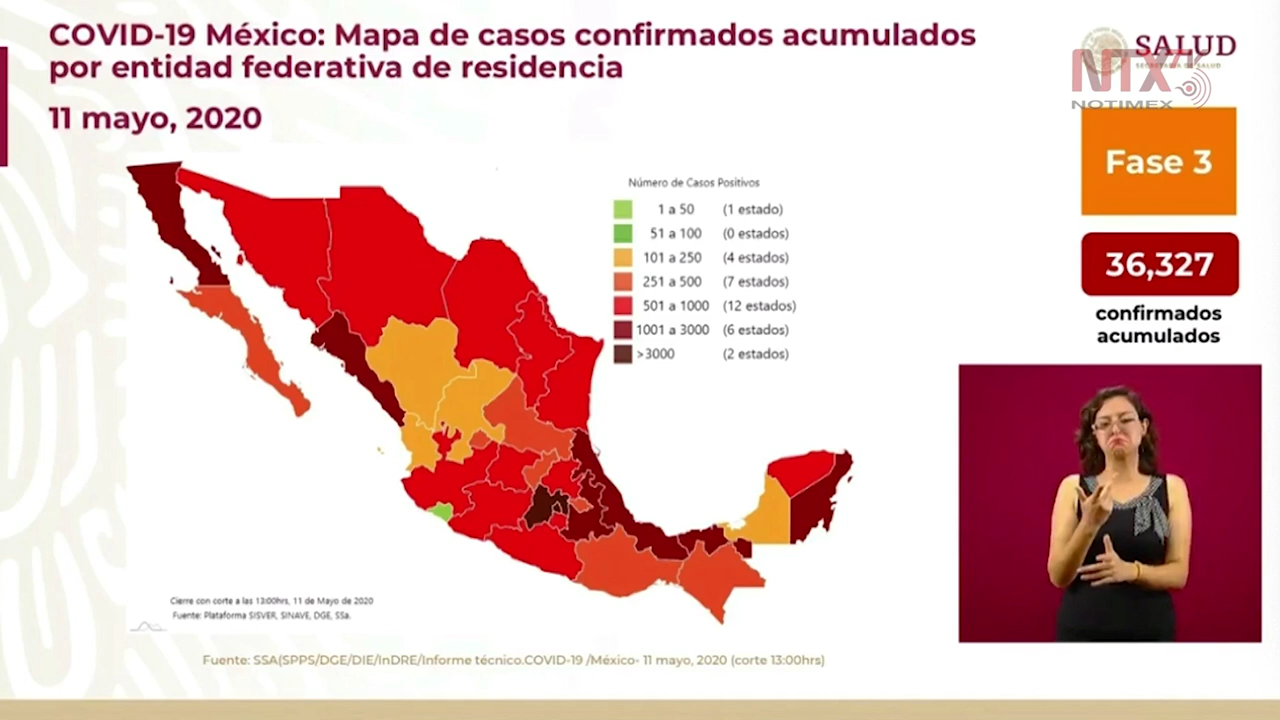 COVID-19 México: Mapa de casos confirmados acumulados
por entidad federativa de residencia
11 mayo, 2020
SALUD
SECRETARÍA DE SALUD
NTX
NOTIMEX
Fase 3
36,327
confirmados
acumulados
Número de Casos Positivos
1 a 50 (1 estado)
51 a 100 (0 estados)
101 a 250 (4 estados)
251 a 500 (7 estados)
501 a 1000 (12 estados)
1001 a 3000 (6 estados)
>3000 (2 estados)
Cierre con corte a las 13:00hrs, 11 de Mayo de 2020
Fuente: Plataforma SISVER, SINAVE, DGE, SSa.
Fuente: SSA(SPPS/DGE/DIE/InDRE/Informe técnico.COVID-19 /México- 11 mayo, 2020 (corte 13:00hrs)